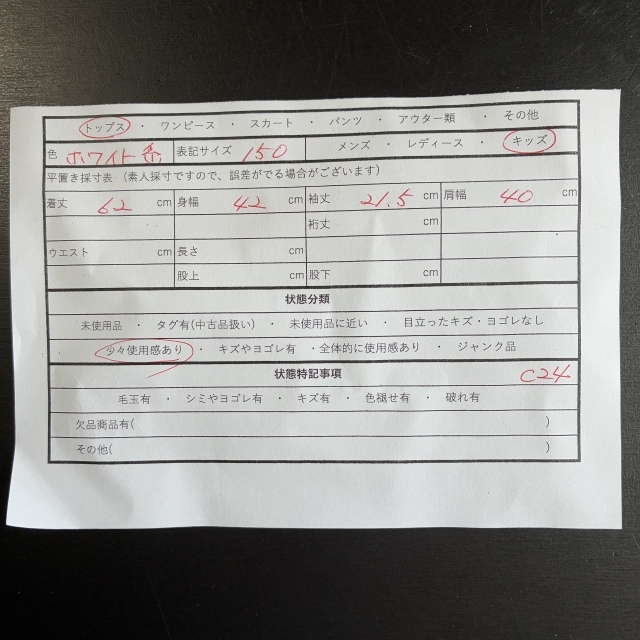 トップス ・ ワンピース ・ スカート ・ パンツ ・ アウター類 ・ その他
色 ホワイト系 表記サイズ 150 メンズ ・ レディース ・ キッズ
平置き採寸表 (素人採寸ですので、誤差がでる場合がございます)
着丈 62 cm 身幅 42 cm 袖丈 21.5 cm 肩幅 40 cm
裄丈 cm
ウエスト cm 長さ cm
股上 cm 股下 cm
状態分類
未使用品 ・ タグ有(中古品扱い) ・ 未使用品に近い ・ 目立ったキズ・ヨゴレなし
・ 少々使用感あり ・ キズやヨゴレ有 ・全体的に使用感あり ・ ジャンク品
状態特記事項 C24
毛玉有 ・ シミやヨゴレ有 ・ キズ有 ・ 色褪せ有 ・ 破れ有
欠品商品有( )
その他( )